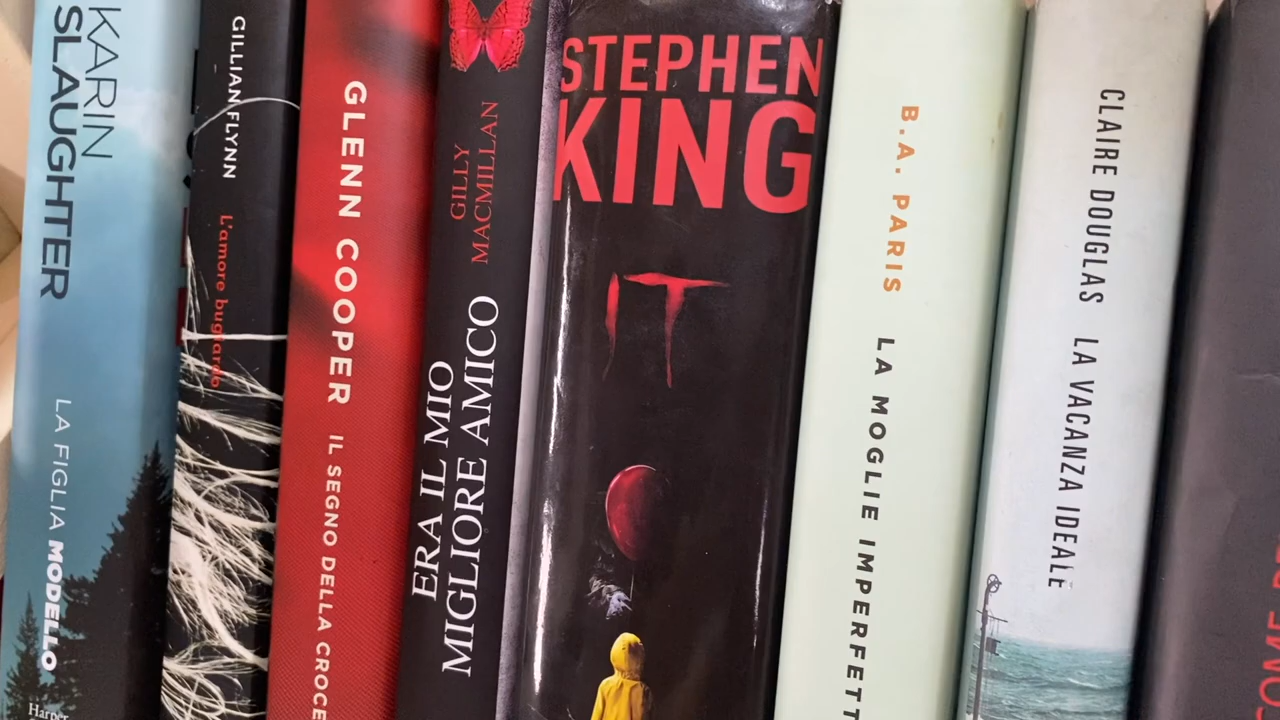 KARIN
SLAUGHTER
LA FIGLIA MODELLO
Harper
GILLIAN FLYNN
L'amore bugiardo
GLENN COOPER
IL SEGNO DELLA CROCE
GILLY
MACMILLAN
ERA IL MIO
MIGLIORE AMICO
STEPHEN
KING
IT
B.A. PARIS
LA MOGLIE IMPERFETT
CLAIRE DOUGLAS
LA VACANZA IDEALE